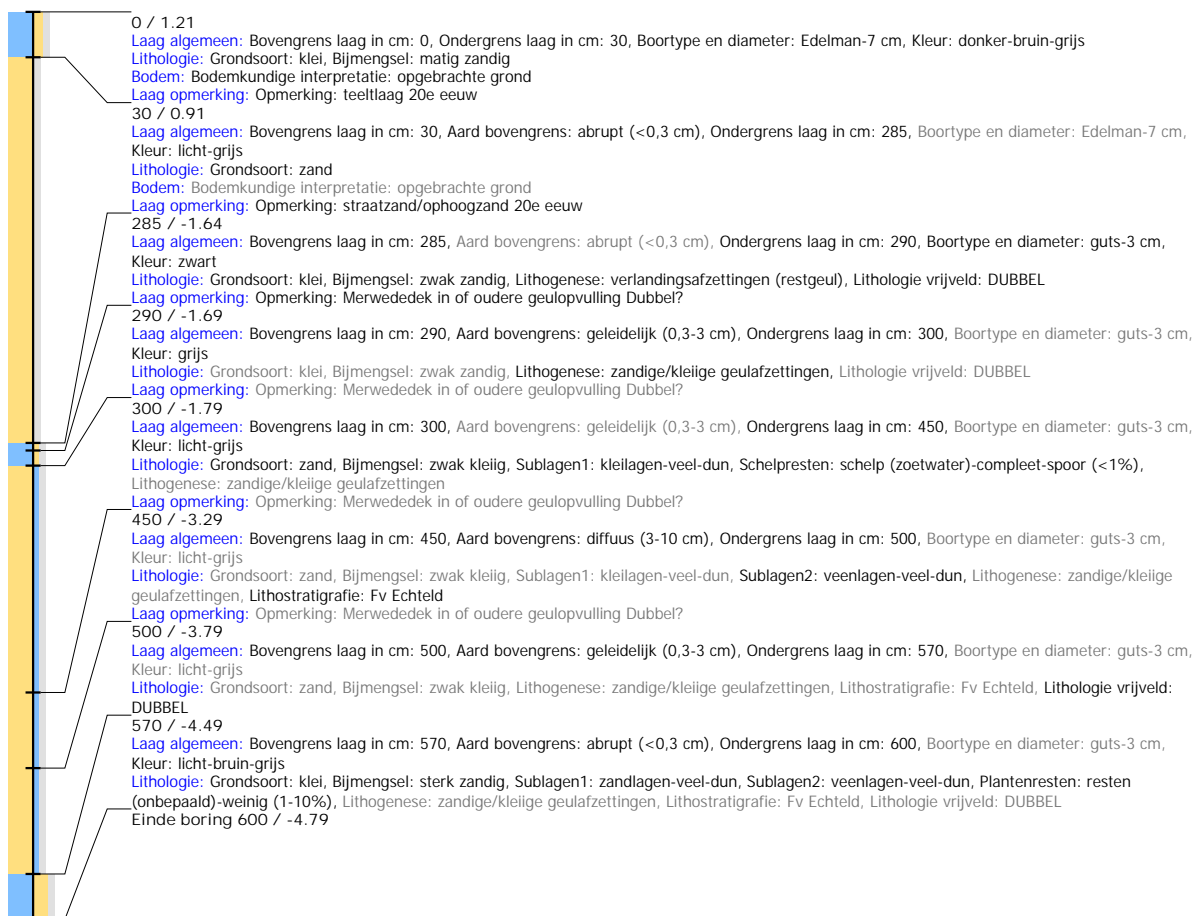 0 / 1.21
Laag algemeen: Bovengrens laag in cm: 0, Ondergrens laag in cm: 30, Boortype en diameter: Edelman-7 cm, Kleur: donker-bruin-grijs
Lithologie: Grondsoort: klei, Bijmengsel: matig zandig
Bodem: Bodemkundige interpretatie: opgebrachte grond
Laag opmerking: Opmerking: teeltlaag 20e eeuw
30 / 0.91
Laag algemeen: Bovengrens laag in cm: 30, Aard bovengrens: abrupt (<0,3 cm), Ondergrens laag in cm: 285, Boortype en diameter: Edelman-7 cm,
Kleur: licht-grijs
Lithologie: Grondsoort: zand
Bodem: Bodemkundige interpretatie: opgebrachte grond
Laag opmerking: Opmerking: straatzand/ophoogzand 20e eeuw
285 / -1.64
Laag algemeen: Bovengrens laag in cm: 285, Aard bovengrens: abrupt (<0,3 cm), Ondergrens laag in cm: 290, Boortype en diameter: guts-3 cm,
Kleur: zwart
Lithologie: Grondsoort: klei, Bijmengsel: zwak zandig, Lithogenese: verlandingsafzettingen (restgeul), Lithologie vrijveld: DUBBEL
Laag opmerking: Opmerking: Merwededek in of oudere geulopvulling Dubbel?
290 / -1.69
Laag algemeen: Bovengrens laag in cm: 290, Aard bovengrens: geleidelijk (0,3-3 cm), Ondergrens laag in cm: 300, Boortype en diameter: guts-3 cm,
Kleur: grijs
Lithologie: Grondsoort: klei, Bijmengsel: zwak zandig, Lithogenese: zandige/kleiige geulafzettingen, Lithologie vrijveld: DUBBEL
Laag opmerking: Opmerking: Merwededek in of oudere geulopvulling Dubbel?
300 / -1.79
Laag algemeen: Bovengrens laag in cm: 300, Aard bovengrens: geleidelijk (0,3-3 cm), Ondergrens laag in cm: 450, Boortype en diameter: guts-3 cm,
Kleur: licht-grijs
Lithologie: Grondsoort: zand, Bijmengsel: zwak kleiig, Sublagen1: kleilagen-veel-dun, Schelpresten: schelp (zoetwater)-compleet-spoor (<1%),
Lithogenese: zandige/kleiige geulafzettingen
Laag opmerking: Opmerking: Merwededek in of oudere geulopvulling Dubbel?
450 / -3.29
Laag algemeen: Bovengrens laag in cm: 450, Aard bovengrens: diffuus (3-10 cm), Ondergrens laag in cm: 500, Boortype en diameter: guts-3 cm,
Kleur: licht-grijs
Lithologie: Grondsoort: zand, Bijmengsel: zwak kleiig, Sublagen1: kleilagen-veel-dun, Sublagen2: veenlagen-veel-dun, Lithogenese: zandige/kleiige
geulafzettingen, Lithostratigrafie: Fv Echteld
Laag opmerking: Opmerking: Merwededek in of oudere geulopvulling Dubbel?
500 / -3.79
Laag algemeen: Bovengrens laag in cm: 500, Aard bovengrens: geleidelijk (0,3-3 cm), Ondergrens laag in cm: 570, Boortype en diameter: guts-3 cm,
Kleur: licht-grijs
Lithologie: Grondsoort: zand, Bijmengsel: zwak kleiig, Lithogenese: zandige/kleiige geulafzettingen, Lithostratigrafie: Fv Echteld, Lithologie vrijveld:
DUBBEL
570 / -4.49
Laag algemeen: Bovengrens laag in cm: 570, Aard bovengrens: abrupt (<0,3 cm), Ondergrens laag in cm: 600, Boortype en diameter: guts-3 cm,
Kleur: licht-bruin-grijs
Lithologie: Grondsoort: klei, Bijmengsel: sterk zandig, Sublagen1: zandlagen-veel-dun, Sublagen2: veenlagen-veel-dun, Plantenresten: resten
(onbepaald)-weinig (1-10%), Lithogenese: zandige/kleiige geulafzettingen, Lithostratigrafie: Fv Echteld, Lithologie vrijveld: DUBBEL
Einde boring 600 / -4.79